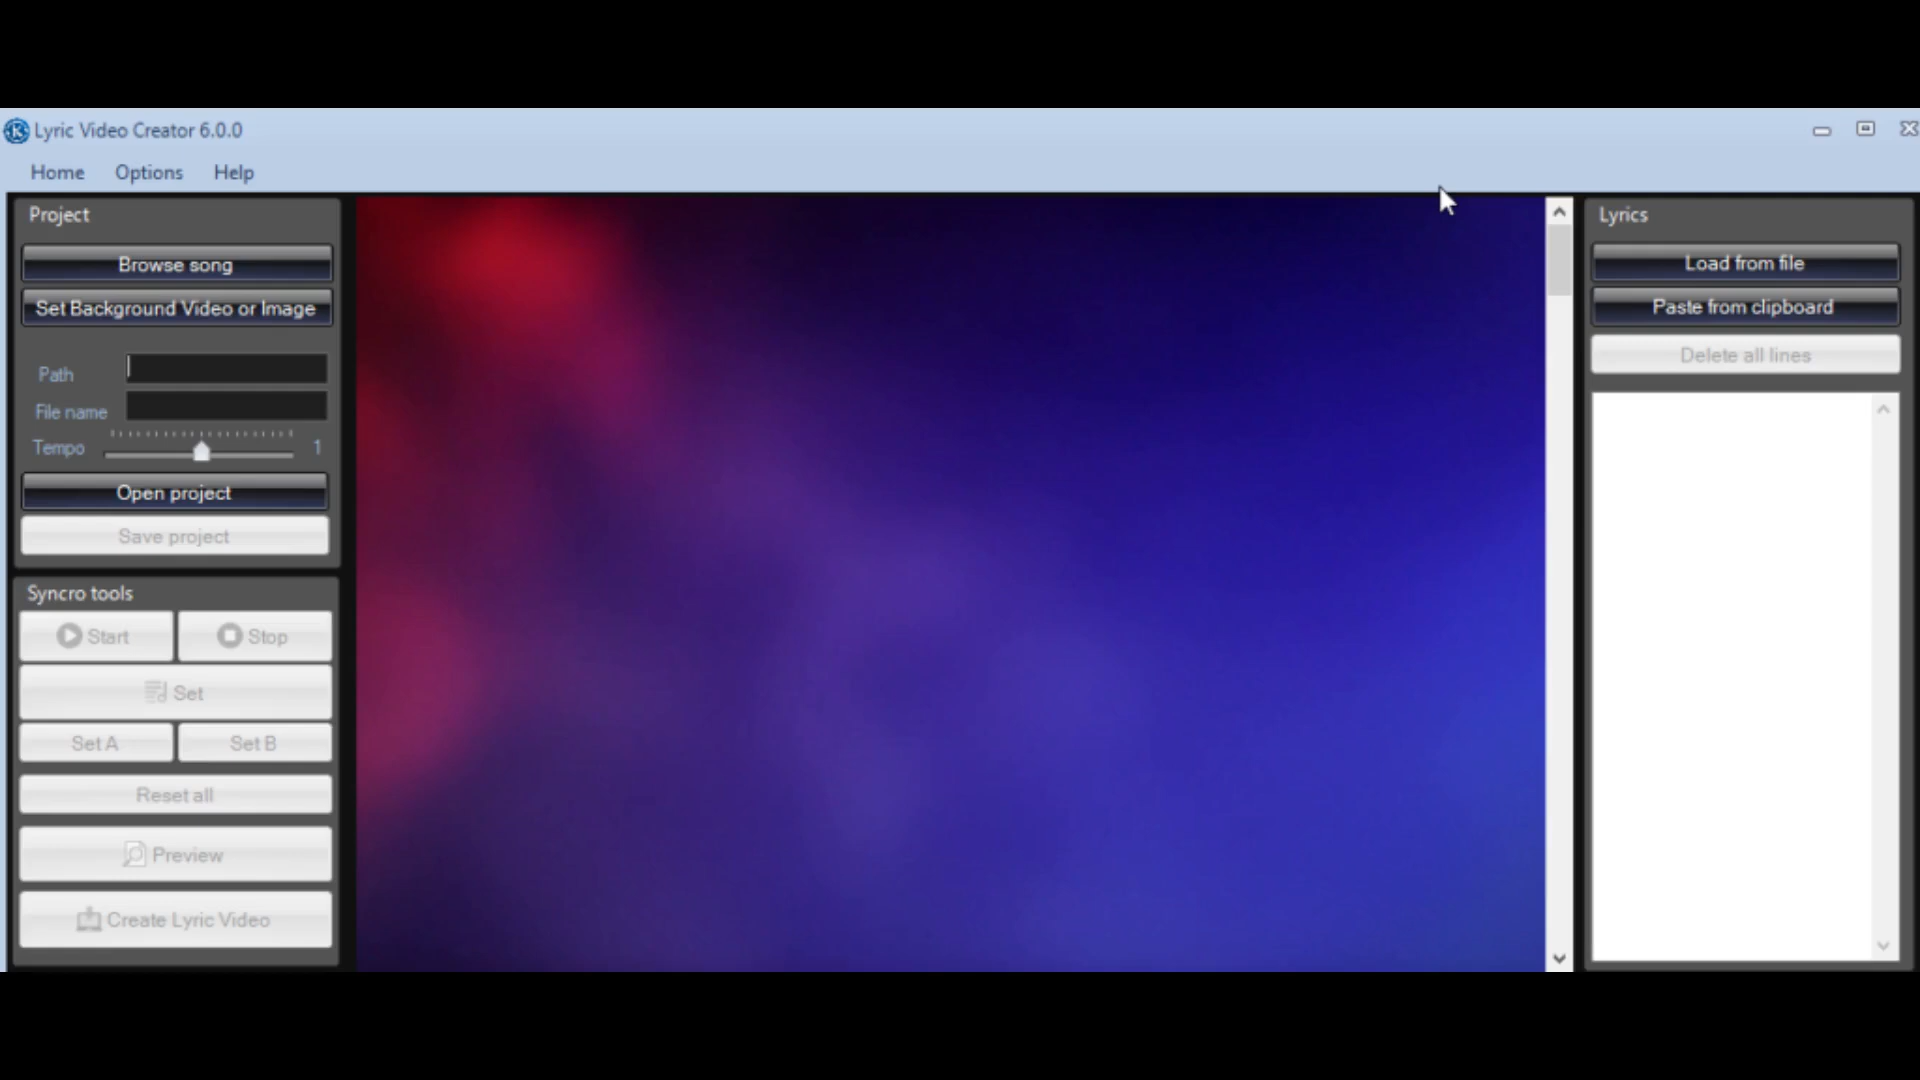 Lyric Video Creator 6.0.0
Home Options Help
Project
Browse song
Set Background Video or Image
Path
File name
Tempo 1
Open project
Save project
Syncro tools
Start Stop
Set
Set A Set B
Reset all
Preview
Create Lyric Video
Lyrics
Load from file
Paste from clipboard
Delete all lines